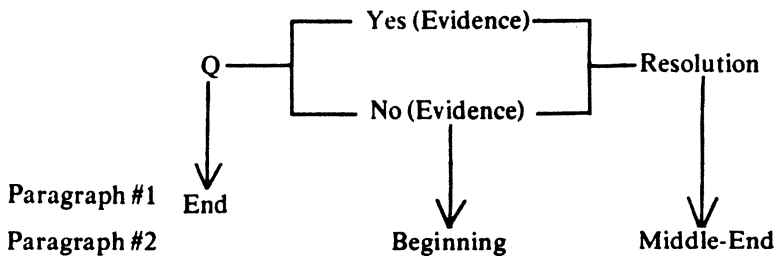 Yes (Evidence)
Q
Resolution
No (Evidence)
Paragraph #1 End
Paragraph #2 Beginning Middle-End